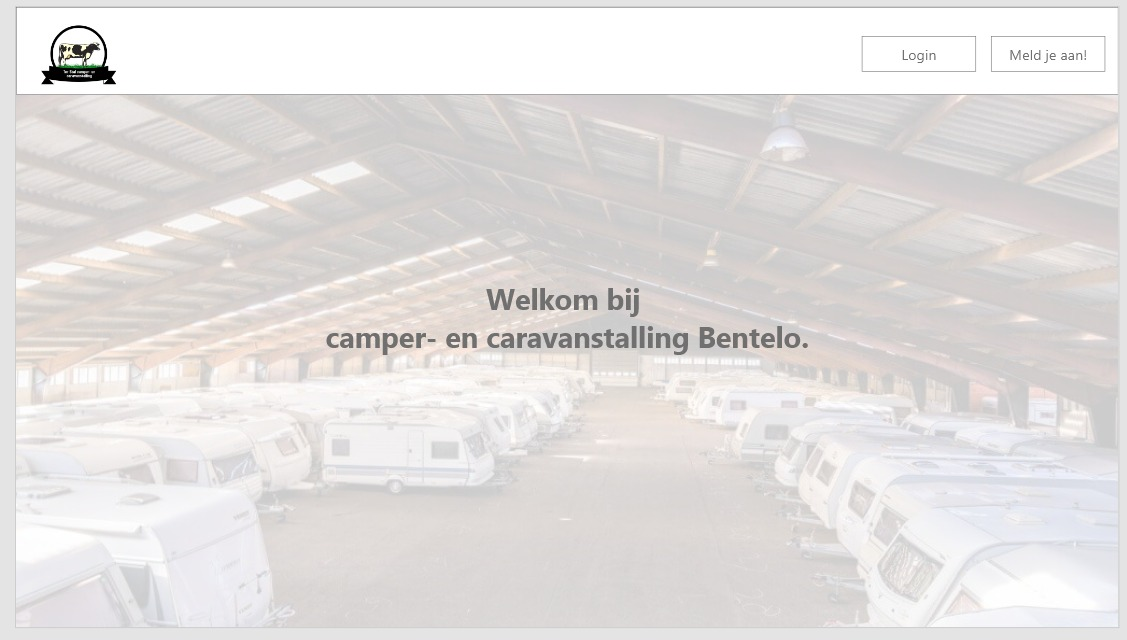 Login
Meld je aan!
Welkom bij
camper- en caravanstalling Bentelo.